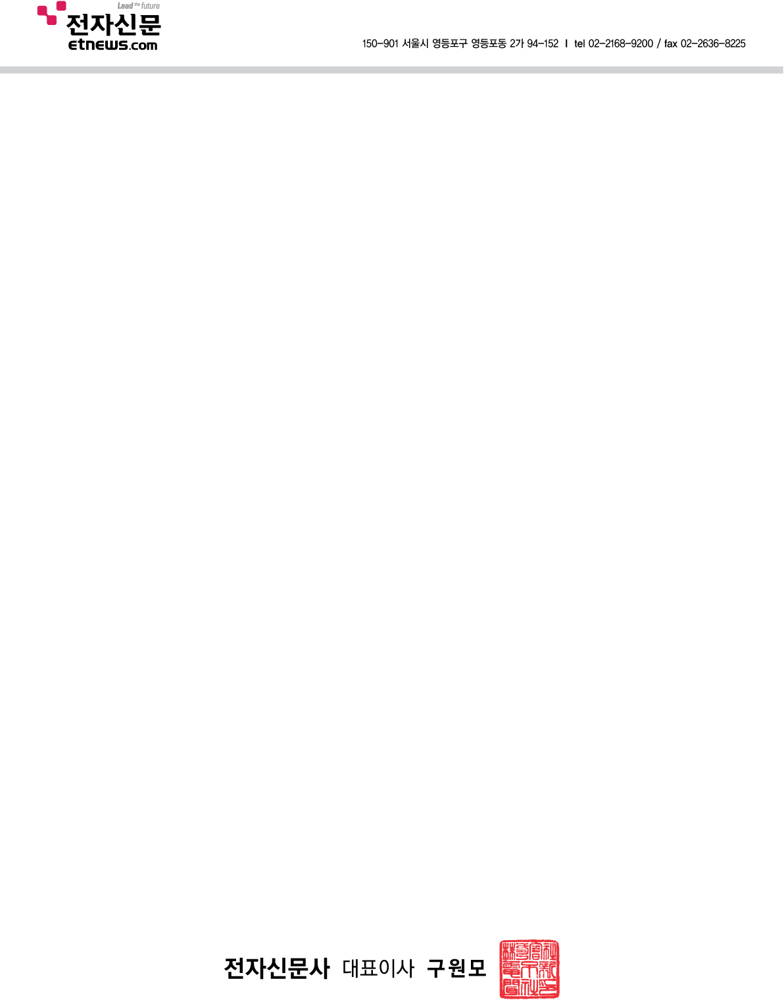 Lead the future
전자신문
etnews.com
150-901 서울시 영등포구 영등포동 2가 94-152 I tel 02-2168-9200 / fax 02-2636-8225
전자신문사 대표이사 구원모